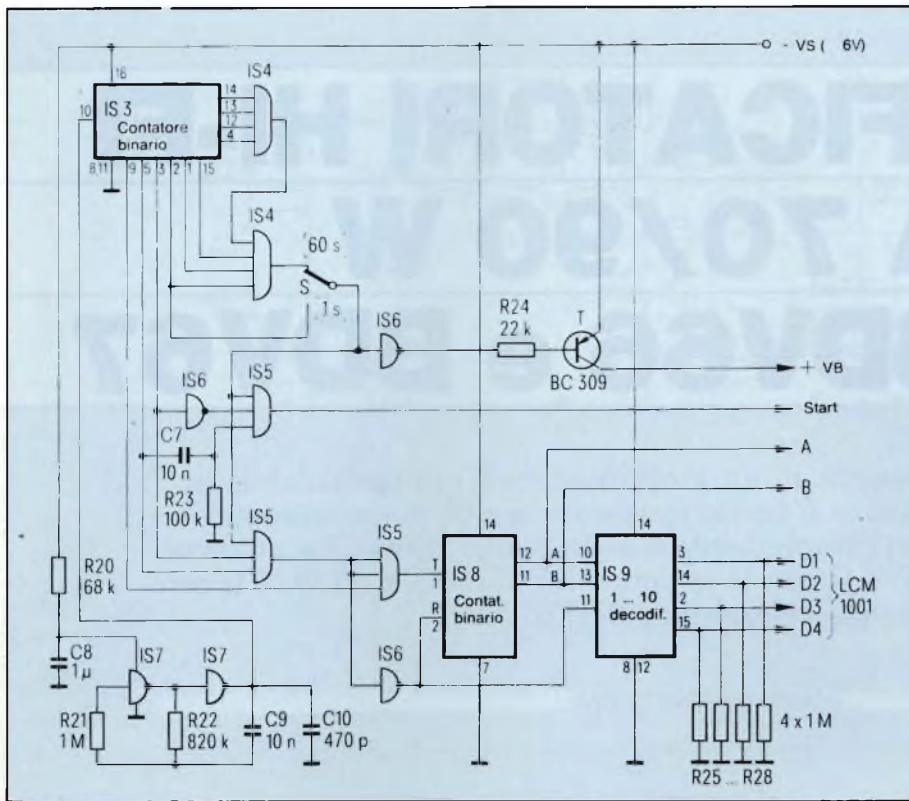 - VS ( 6V)
16
IS4
14
13
12
4
10
IS 3
Contatore
binario
8,11
9
5
3
2
1
15
IS4
60 s
S
1 s
IS6
R24
22 k
T
BC 309
+ VB
IS6
IS5
Start
C7
10 n
A
R23
100 k
B
IS5
IS5
14
14
R20
68 k
1
1
R
2
IS 8
Contat.
binario
12
A
11
B
10
13
11
IS 9
1 ... 10
decodif.
3
14
2
15
D1
D2
D3
D4
LCM
1001
IS6
7
8
12
C8
1µ
IS7
IS7
R21
1M
R22
820 k
C9
10 n
C10
470 p
4 x 1 M
R25 ... R28